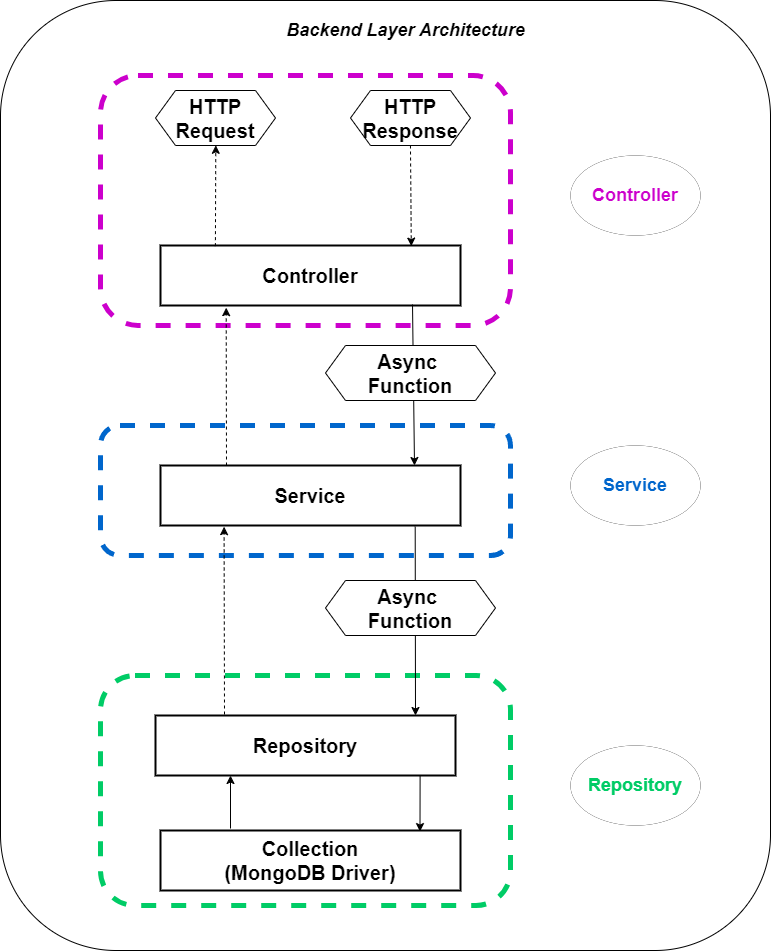 Backend Layer Architecture
HTTP
Request
HTTP
Response
Controller
Controller
Async
Function
Service
Service
Async
Function
Repository
Repository
Collection
(MongoDB Driver)